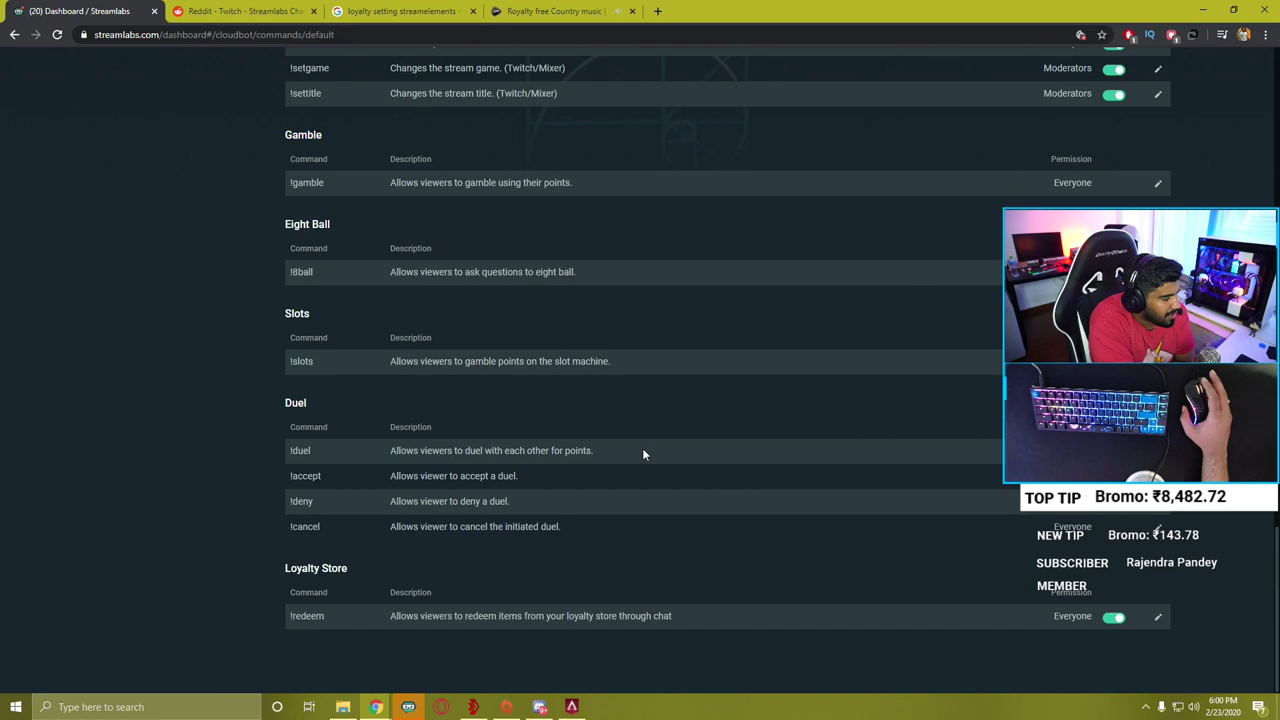 (20) Dashboard / Streamlabs
Reddit - Twitch - Streamlabs Cha
loyalty setting streamelements -
Royalty free Country music |
streamlabs.com/dashboard#/cloudbot/commands/default
!setgame Changes the stream game. (Twitch/Mixer) Moderators
!settitle Changes the stream title. (Twitch/Mixer) Moderators
Gamble
Command Description Permission
!gamble Allows viewers to gamble using their points. Everyone
Eight Ball
Command Description
!8ball Allows viewers to ask questions to eight ball.
Slots
Command Description
!slots Allows viewers to gamble points on the slot machine.
Duel
Command Description
!duel Allows viewers to duel with each other for points.
!accept Allows viewer to accept a duel.
!deny Allows viewer to deny a duel.
!cancel Allows viewer to cancel the initiated duel. Everyone
TOP TIP Bromo: ₹8,482.72
NEW TIP Bromo: ₹143.78
SUBSCRIBER Rajendra Pandey
MEMBER
Loyalty Store
Command Description Permission
!redeem Allows viewers to redeem items from your loyalty store through chat Everyone
Type here to search
6:00 PM
2/23/2020